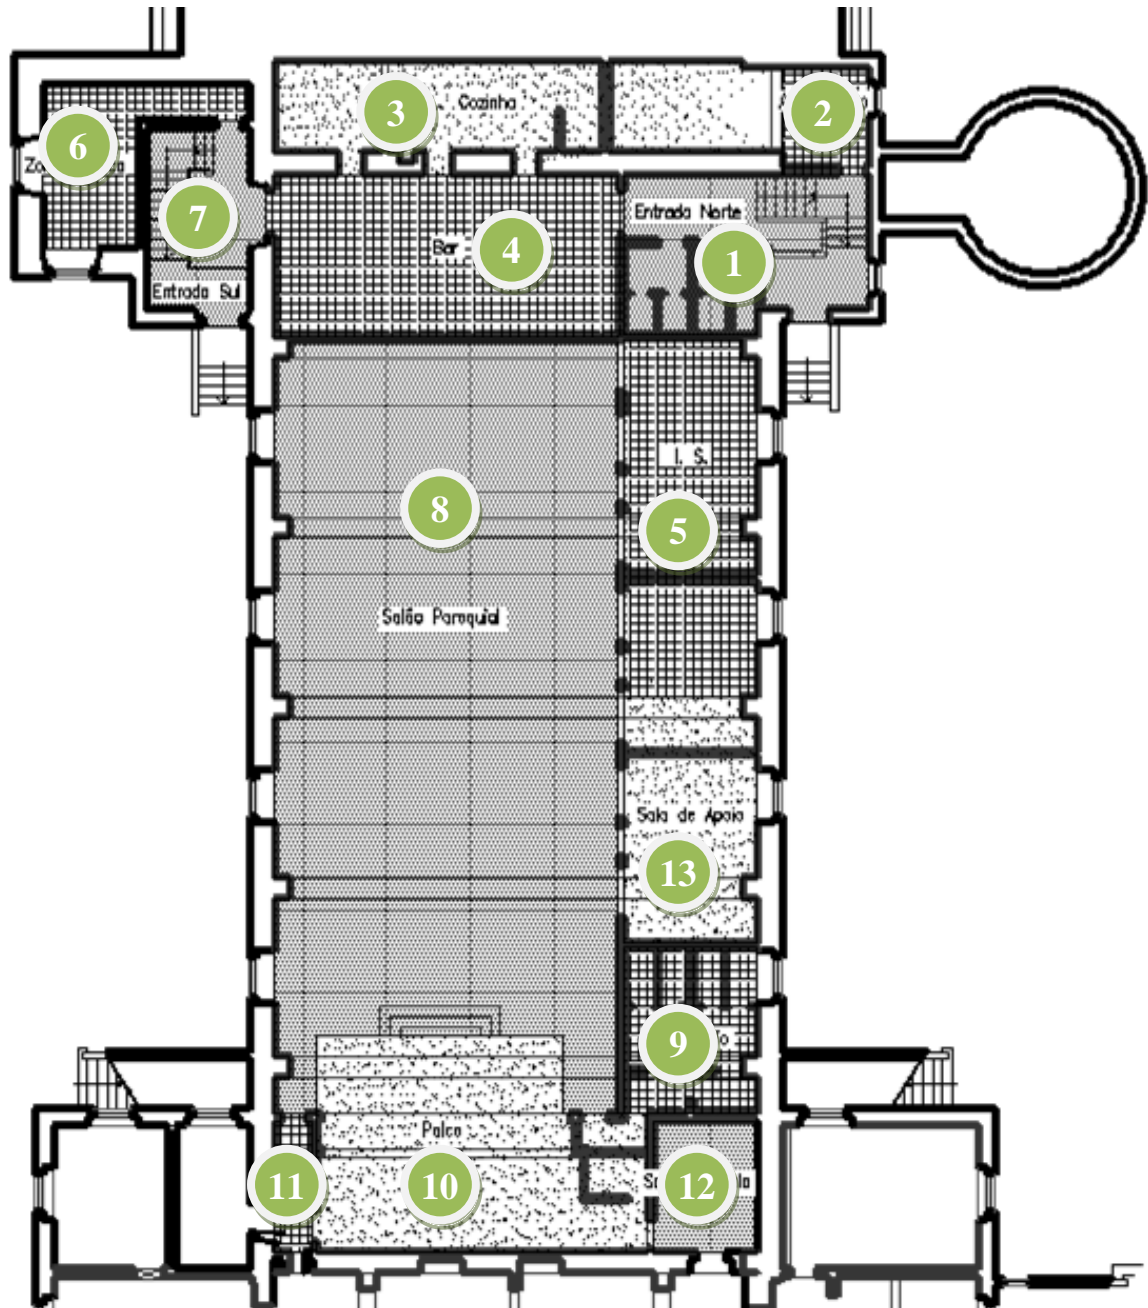 3
Cozinha
2
6
7
Entrada Norte
Bar
4
1
Entrada Sul
I. S.
8
5
Salão Paroquial
Sala de Apoio
13
9
Palco
11
10
12